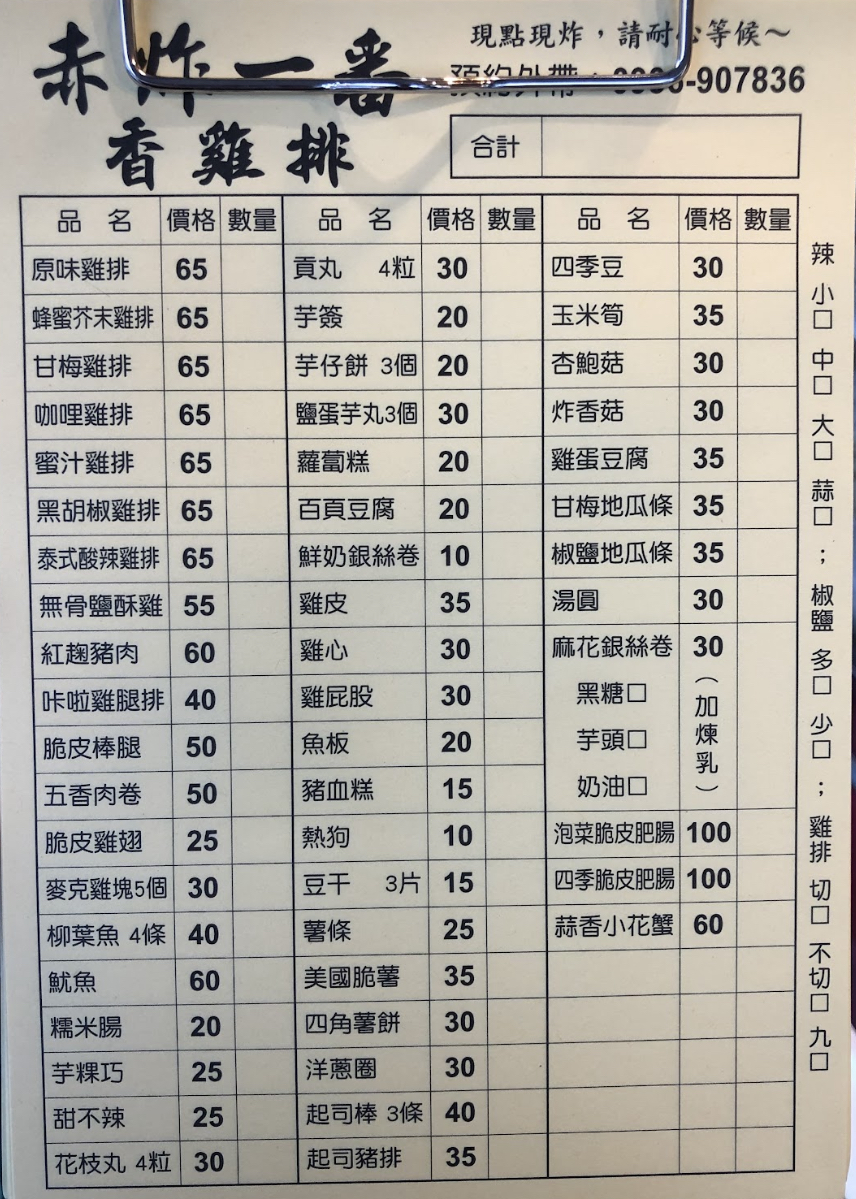 現點現炸，請耐心等候～
赤炸一番
預約外帶：-907836
香雞排
合計
品名 價格 數量 品名 價格 數量 品名 價格 數量
原味雞排 65 貢丸 4粒 30 四季豆 30
蜂蜜芥末雞排 65 芋簽 20 玉米筍 35
甘梅雞排 65 芋仔餅 3個 20 杏鮑菇 30
咖哩雞排 65 鹽蛋芋丸3個 30 炸香菇 30
蜜汁雞排 65 蘿蔔糕 20 雞蛋豆腐 35
黑胡椒雞排 65 百頁豆腐 20 甘梅地瓜條 35
泰式酸辣雞排 65 鮮奶銀絲卷 10 椒鹽地瓜條 35
無骨鹽酥雞 55 雞皮 35 湯圓 30
紅麴豬肉 60 雞心 30 麻花銀絲卷 30
咔啦雞腿排 40 雞屁股 30 黑糖□ （加煉乳）
脆皮棒腿 50 魚板 20 芋頭□
五香肉卷 50 豬血糕 15 奶油□
脆皮雞翅 25 熱狗 10 泡菜脆皮肥腸 100
麥克雞塊5個 30 豆干 3片 15 四季脆皮肥腸 100
柳葉魚 4條 40 薯條 25 蒜香小花蟹 60
魷魚 60 美國脆薯 35
糯米腸 20 四角薯餅 30
芋粿巧 25 洋蔥圈 30
甜不辣 25 起司棒 3條 40
花枝丸 4粒 30 起司豬排 35
辣 小□ 中□ 大□ 蒜□ ； 椒鹽 多□ 少□ ； 雞排 切□ 不切□ 九□